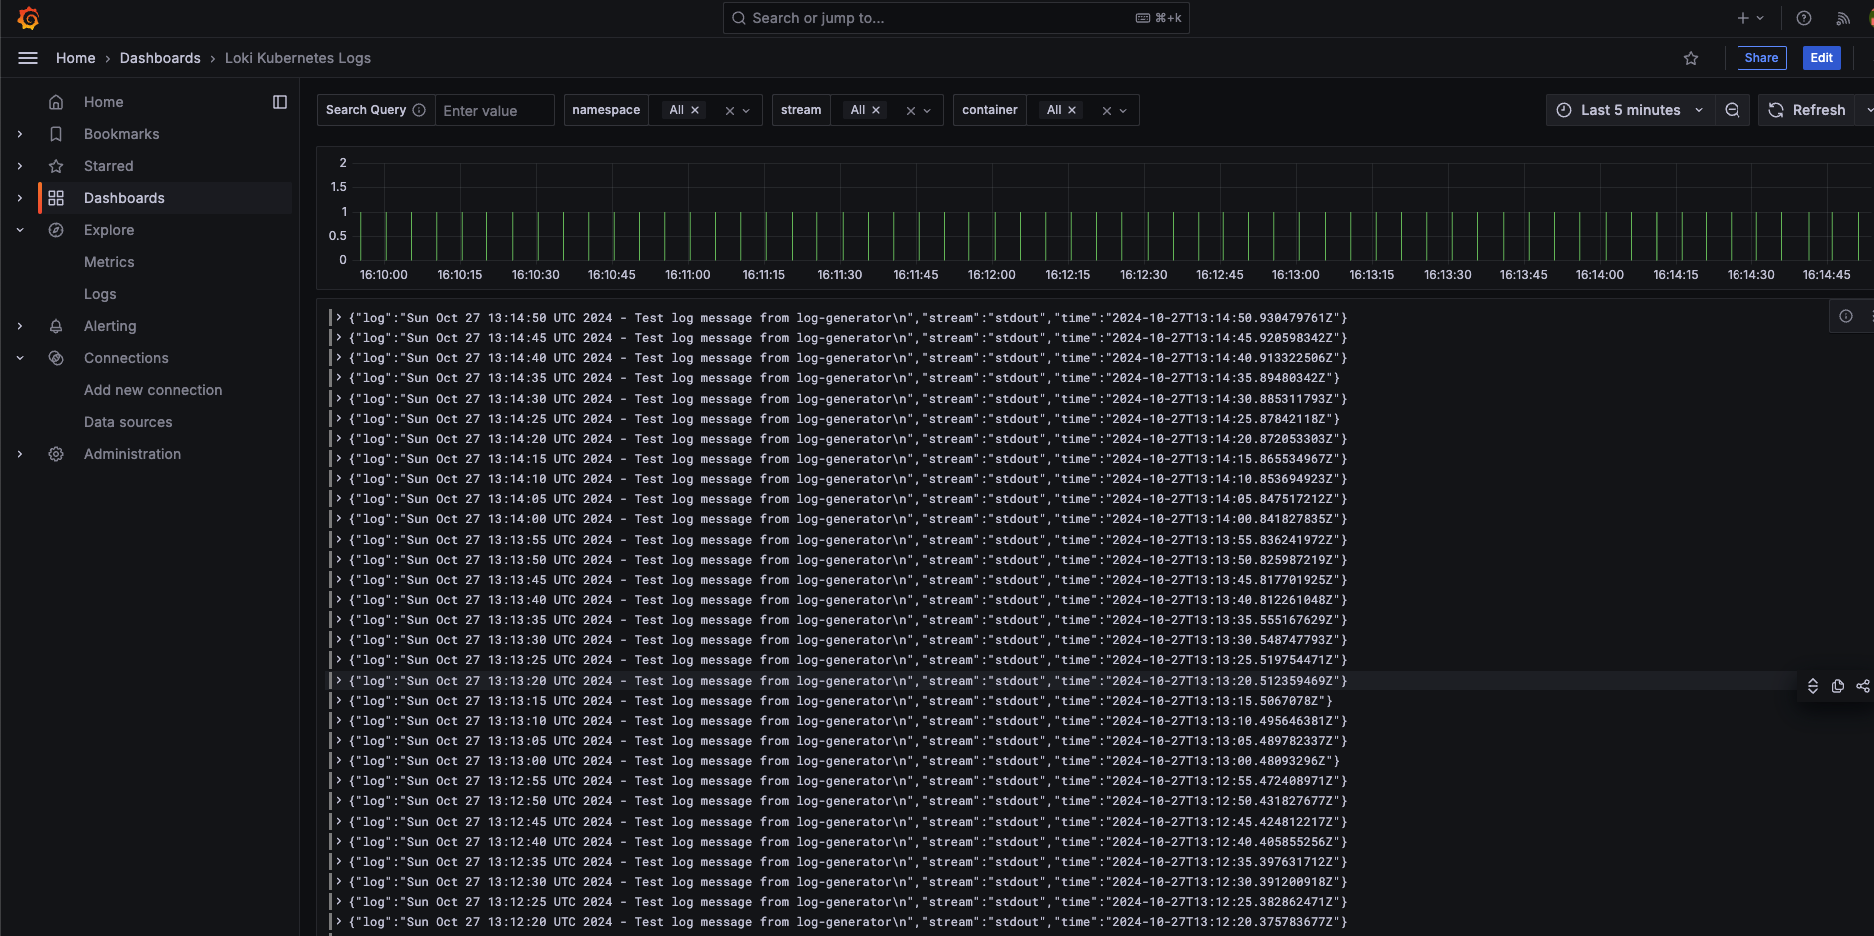 Search or jump to... ⌘+k
Home › Dashboards › Loki Kubernetes Logs
Share Edit
Home
Bookmarks
Starred
Dashboards
Explore
Metrics
Logs
Alerting
Connections
Add new connection
Data sources
Administration
Search Query Enter value namespace All stream All container All Last 5 minutes Refresh
2
1.5
1
0.5
0
16:10:00 16:10:15 16:10:30 16:10:45 16:11:00 16:11:15 16:11:30 16:11:45 16:12:00 16:12:15 16:12:30 16:12:45 16:13:00 16:13:15 16:13:30 16:13:45 16:14:00 16:14:15 16:14:30 16:14:45
{"log":"Sun Oct 27 13:14:50 UTC 2024 - Test log message from log-generator\n","stream":"stdout","time":"2024-10-27T13:14:50.930479761Z"}
{"log":"Sun Oct 27 13:14:45 UTC 2024 - Test log message from log-generator\n","stream":"stdout","time":"2024-10-27T13:14:45.920598342Z"}
{"log":"Sun Oct 27 13:14:40 UTC 2024 - Test log message from log-generator\n","stream":"stdout","time":"2024-10-27T13:14:40.913322506Z"}
{"log":"Sun Oct 27 13:14:35 UTC 2024 - Test log message from log-generator\n","stream":"stdout","time":"2024-10-27T13:14:35.89480342Z"}
{"log":"Sun Oct 27 13:14:30 UTC 2024 - Test log message from log-generator\n","stream":"stdout","time":"2024-10-27T13:14:30.885311793Z"}
{"log":"Sun Oct 27 13:14:25 UTC 2024 - Test log message from log-generator\n","stream":"stdout","time":"2024-10-27T13:14:25.87842118Z"}
{"log":"Sun Oct 27 13:14:20 UTC 2024 - Test log message from log-generator\n","stream":"stdout","time":"2024-10-27T13:14:20.872053303Z"}
{"log":"Sun Oct 27 13:14:15 UTC 2024 - Test log message from log-generator\n","stream":"stdout","time":"2024-10-27T13:14:15.865534967Z"}
{"log":"Sun Oct 27 13:14:10 UTC 2024 - Test log message from log-generator\n","stream":"stdout","time":"2024-10-27T13:14:10.853694923Z"}
{"log":"Sun Oct 27 13:14:05 UTC 2024 - Test log message from log-generator\n","stream":"stdout","time":"2024-10-27T13:14:05.847517212Z"}
{"log":"Sun Oct 27 13:14:00 UTC 2024 - Test log message from log-generator\n","stream":"stdout","time":"2024-10-27T13:14:00.841827835Z"}
{"log":"Sun Oct 27 13:13:55 UTC 2024 - Test log message from log-generator\n","stream":"stdout","time":"2024-10-27T13:13:55.836241972Z"}
{"log":"Sun Oct 27 13:13:50 UTC 2024 - Test log message from log-generator\n","stream":"stdout","time":"2024-10-27T13:13:50.825987219Z"}
{"log":"Sun Oct 27 13:13:45 UTC 2024 - Test log message from log-generator\n","stream":"stdout","time":"2024-10-27T13:13:45.817701925Z"}
{"log":"Sun Oct 27 13:13:40 UTC 2024 - Test log message from log-generator\n","stream":"stdout","time":"2024-10-27T13:13:40.812261048Z"}
{"log":"Sun Oct 27 13:13:35 UTC 2024 - Test log message from log-generator\n","stream":"stdout","time":"2024-10-27T13:13:35.555167629Z"}
{"log":"Sun Oct 27 13:13:30 UTC 2024 - Test log message from log-generator\n","stream":"stdout","time":"2024-10-27T13:13:30.548747793Z"}
{"log":"Sun Oct 27 13:13:25 UTC 2024 - Test log message from log-generator\n","stream":"stdout","time":"2024-10-27T13:13:25.519754471Z"}
{"log":"Sun Oct 27 13:13:20 UTC 2024 - Test log message from log-generator\n","stream":"stdout","time":"2024-10-27T13:13:20.512359469Z"}
{"log":"Sun Oct 27 13:13:15 UTC 2024 - Test log message from log-generator\n","stream":"stdout","time":"2024-10-27T13:13:15.5067078Z"}
{"log":"Sun Oct 27 13:13:10 UTC 2024 - Test log message from log-generator\n","stream":"stdout","time":"2024-10-27T13:13:10.495646381Z"}
{"log":"Sun Oct 27 13:13:05 UTC 2024 - Test log message from log-generator\n","stream":"stdout","time":"2024-10-27T13:13:05.489782337Z"}
{"log":"Sun Oct 27 13:13:00 UTC 2024 - Test log message from log-generator\n","stream":"stdout","time":"2024-10-27T13:13:00.48093296Z"}
{"log":"Sun Oct 27 13:12:55 UTC 2024 - Test log message from log-generator\n","stream":"stdout","time":"2024-10-27T13:12:55.472408971Z"}
{"log":"Sun Oct 27 13:12:50 UTC 2024 - Test log message from log-generator\n","stream":"stdout","time":"2024-10-27T13:12:50.431827677Z"}
{"log":"Sun Oct 27 13:12:45 UTC 2024 - Test log message from log-generator\n","stream":"stdout","time":"2024-10-27T13:12:45.424812217Z"}
{"log":"Sun Oct 27 13:12:40 UTC 2024 - Test log message from log-generator\n","stream":"stdout","time":"2024-10-27T13:12:40.405855256Z"}
{"log":"Sun Oct 27 13:12:35 UTC 2024 - Test log message from log-generator\n","stream":"stdout","time":"2024-10-27T13:12:35.397631712Z"}
{"log":"Sun Oct 27 13:12:30 UTC 2024 - Test log message from log-generator\n","stream":"stdout","time":"2024-10-27T13:12:30.391200918Z"}
{"log":"Sun Oct 27 13:12:25 UTC 2024 - Test log message from log-generator\n","stream":"stdout","time":"2024-10-27T13:12:25.382862471Z"}
{"log":"Sun Oct 27 13:12:20 UTC 2024 - Test log message from log-generator\n","stream":"stdout","time":"2024-10-27T13:12:20.375783677Z"}